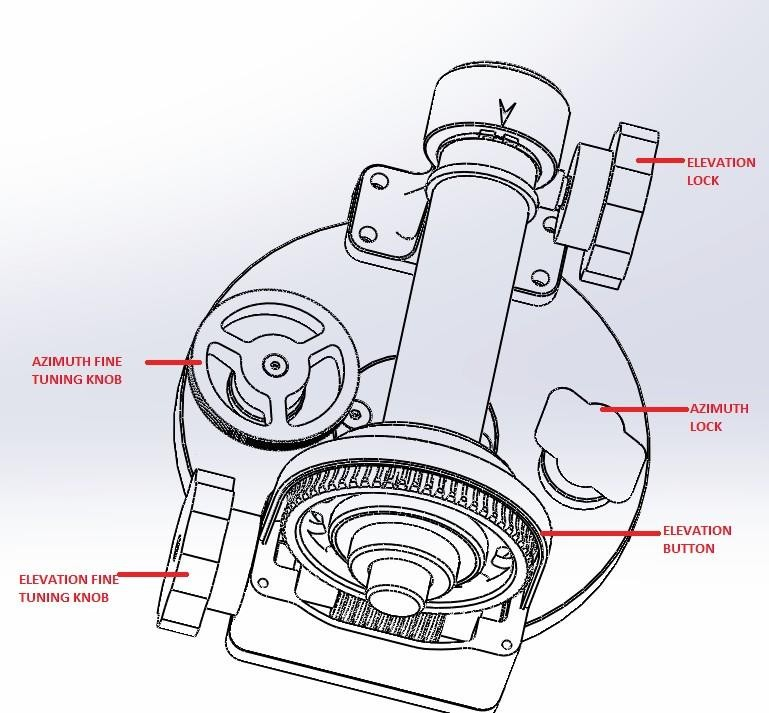 ELEVATION
LOCK
AZIMUTH FINE
TUNING KNOB
AZIMUTH
LOCK
ELEVATION
BUTTON
ELEVATION FINE
TUNING KNOB